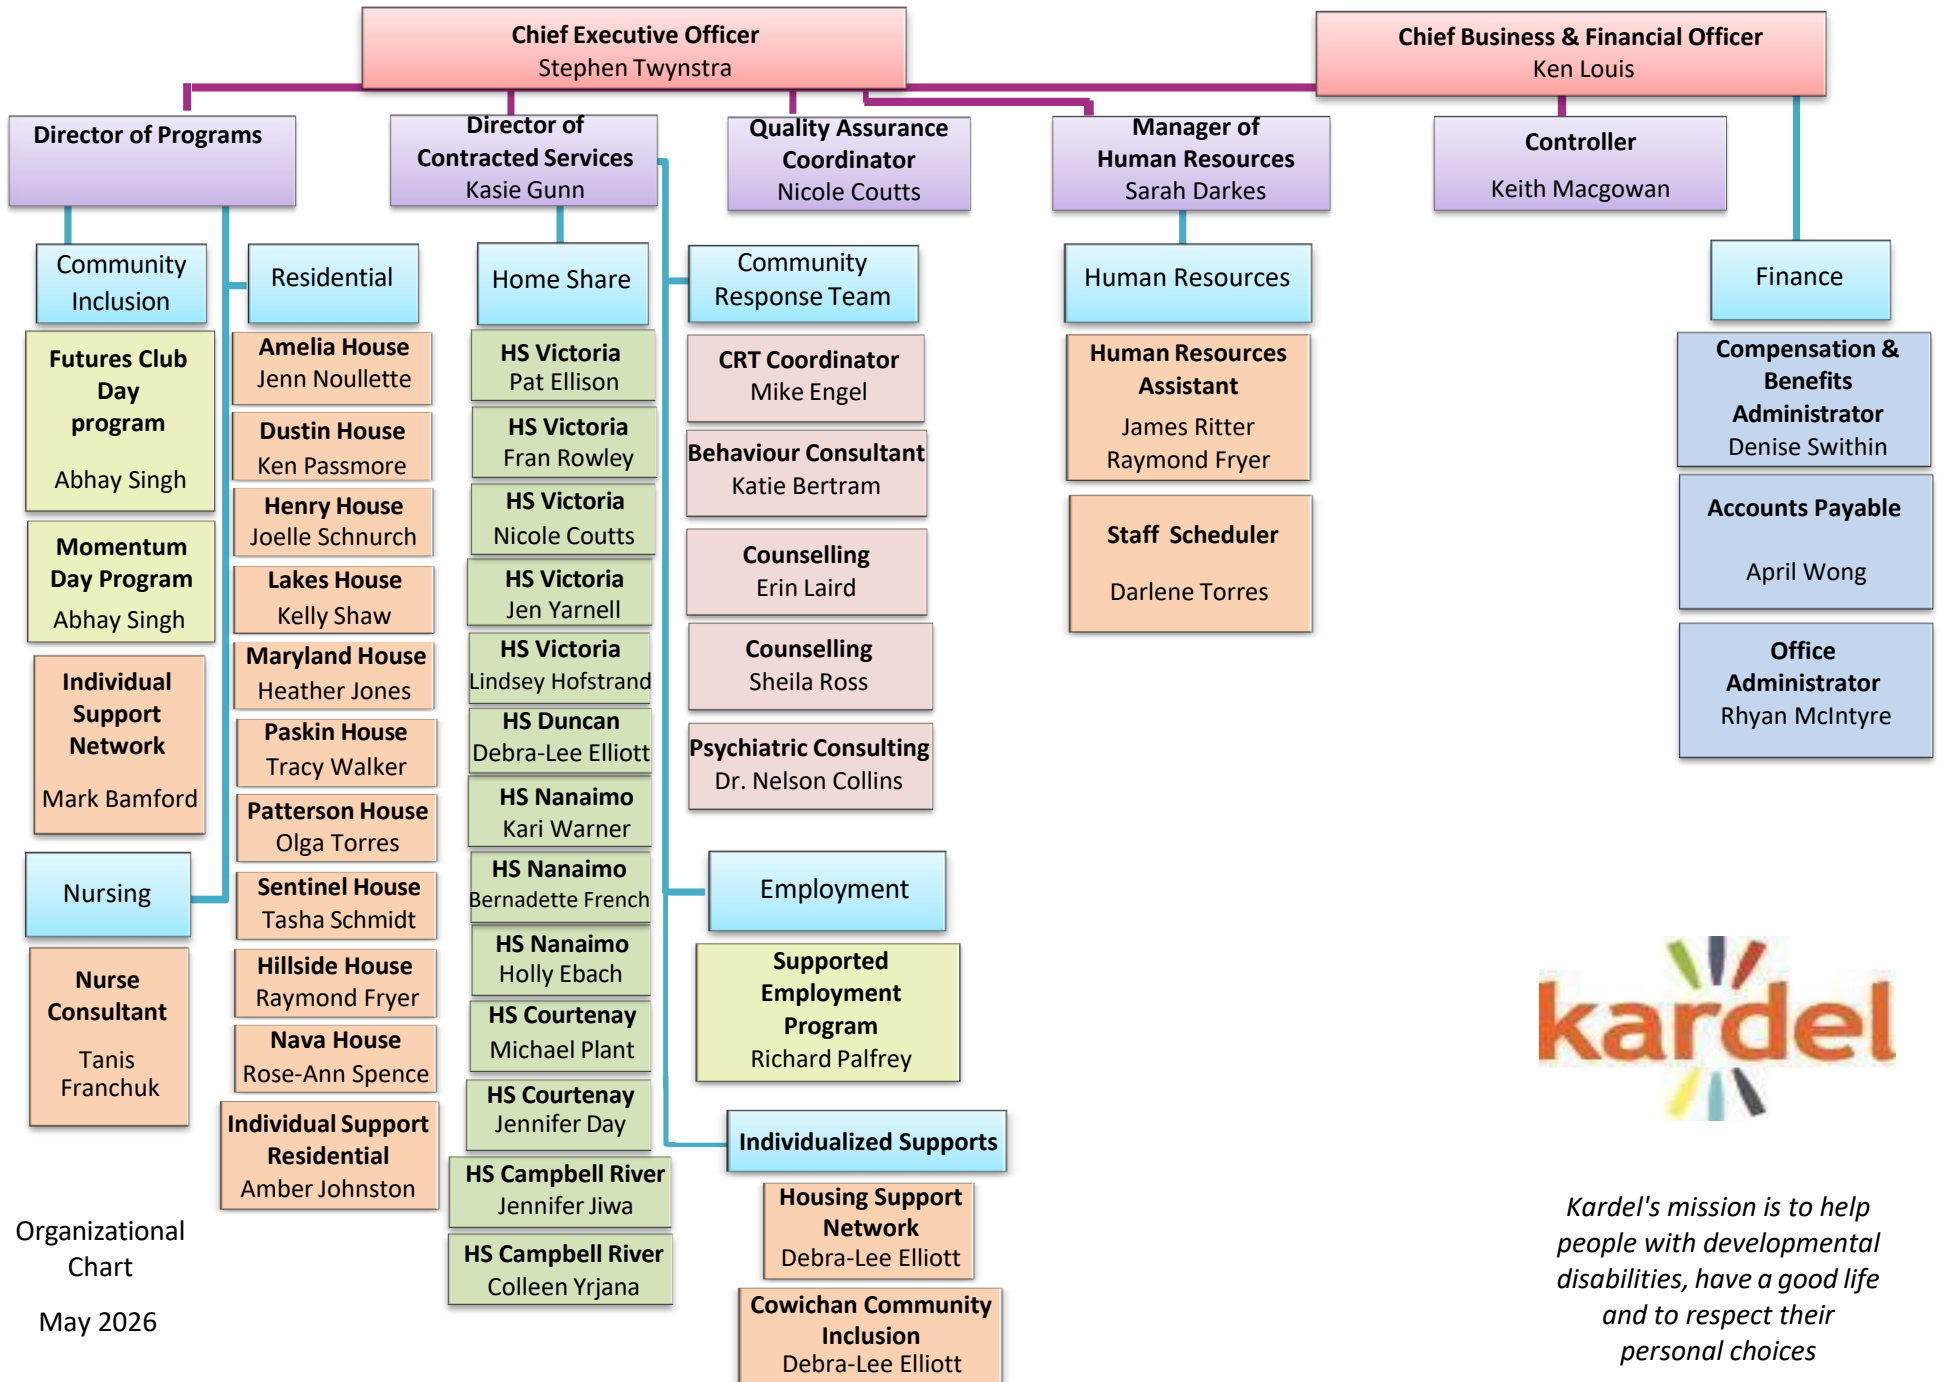 Chief Executive Officer
Stephen Twynstra
Chief Business & Financial Officer
Ken Louis
Director of Programs
Director of
Contracted Services
Kasie Gunn
Quality Assurance
Coordinator
Nicole Coutts
Manager of
Human Resources
Sarah Darkes
Controller
Keith Macgowan
Community
Inclusion
Futures Club
Day
program
Abhay Singh
Momentum
Day Program
Abhay Singh
Individual
Support
Network
Mark Bamford
Nursing
Nurse
Consultant
Tanis
Franchuk
Residential
Amelia House
Jenn Noullette
Dustin House
Ken Passmore
Henry House
Joelle Schnurch
Lakes House
Kelly Shaw
Maryland House
Heather Jones
Paskin House
Tracy Walker
Patterson House
Olga Torres
Sentinel House
Tasha Schmidt
Hillside House
Raymond Fryer
Nava House
Rose-Ann Spence
Individual Support
Residential
Amber Johnston
Home Share
HS Victoria
Pat Ellison
HS Victoria
Fran Rowley
HS Victoria
Nicole Coutts
HS Victoria
Jen Yarnell
HS Victoria
Lindsey Hofstrand
HS Duncan
Debra-Lee Elliott
HS Nanaimo
Kari Warner
HS Nanaimo
Bernadette French
HS Nanaimo
Holly Ebach
HS Courtenay
Michael Plant
HS Courtenay
Jennifer Day
HS Campbell River
Jennifer Jiwa
HS Campbell River
Colleen Yrjana
Community
Response Team
CRT Coordinator
Mike Engel
Behaviour Consultant
Katie Bertram
Counselling
Erin Laird
Counselling
Sheila Ross
Psychiatric Consulting
Dr. Nelson Collins
Employment
Supported
Employment
Program
Richard Palfrey
Individualized Supports
Housing Support
Network
Debra-Lee Elliott
Cowichan Community
Inclusion
Debra-Lee Elliott
Human Resources
Human Resources
Assistant
James Ritter
Raymond Fryer
Staff Scheduler
Darlene Torres
Finance
Compensation &
Benefits
Administrator
Denise Swithin
Accounts Payable
April Wong
Office
Administrator
Rhyan McIntyre
Organizational
Chart
May 2026
kardel
Kardel's mission is to help
people with developmental
disabilities, have a good life
and to respect their
personal choices